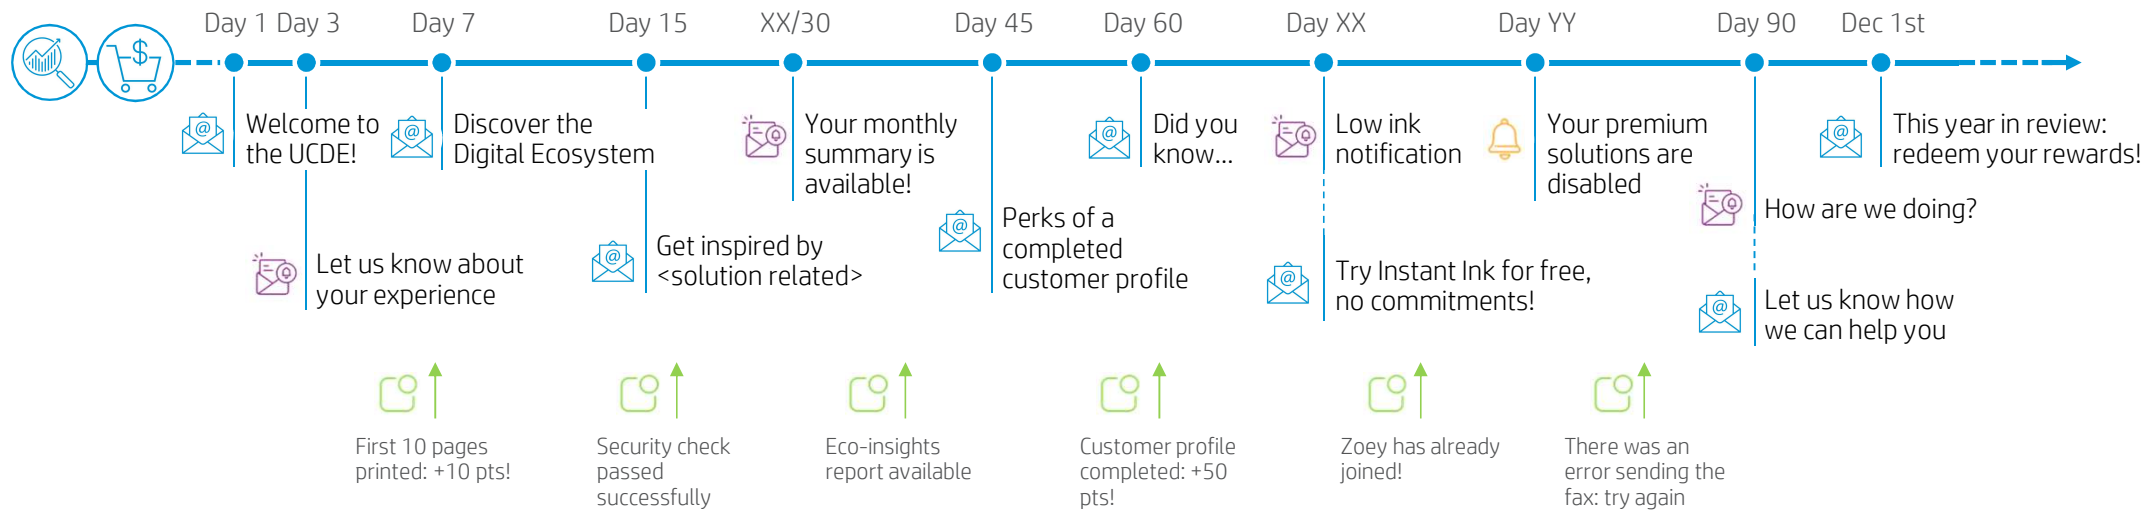 Day 1 Day 3 Day 7 Day 15 XX/30 Day 45 Day 60 Day XX Day YY Day 90 Dec 1st
$
@
Welcome to
the UCDE!
Let us know about
your experience
@
Discover the
Digital Ecosystem
@
Get inspired by
<solution related>
Your monthly
summary is
available!
@
Perks of a
completed
customer profile
@
Did you
know...
Low ink
notification
@
Try Instant Ink for free,
no commitments!
Your premium
solutions are
disabled
How are we doing?
@
Let us know how
we can help you
@
This year in review:
redeem your rewards!
First 10 pages
printed: +10 pts!
Security check
passed
successfully
Eco-insights
report available
Customer profile
completed: +50
pts!
Zoey has already
joined!
There was an
error sending the
fax: try again